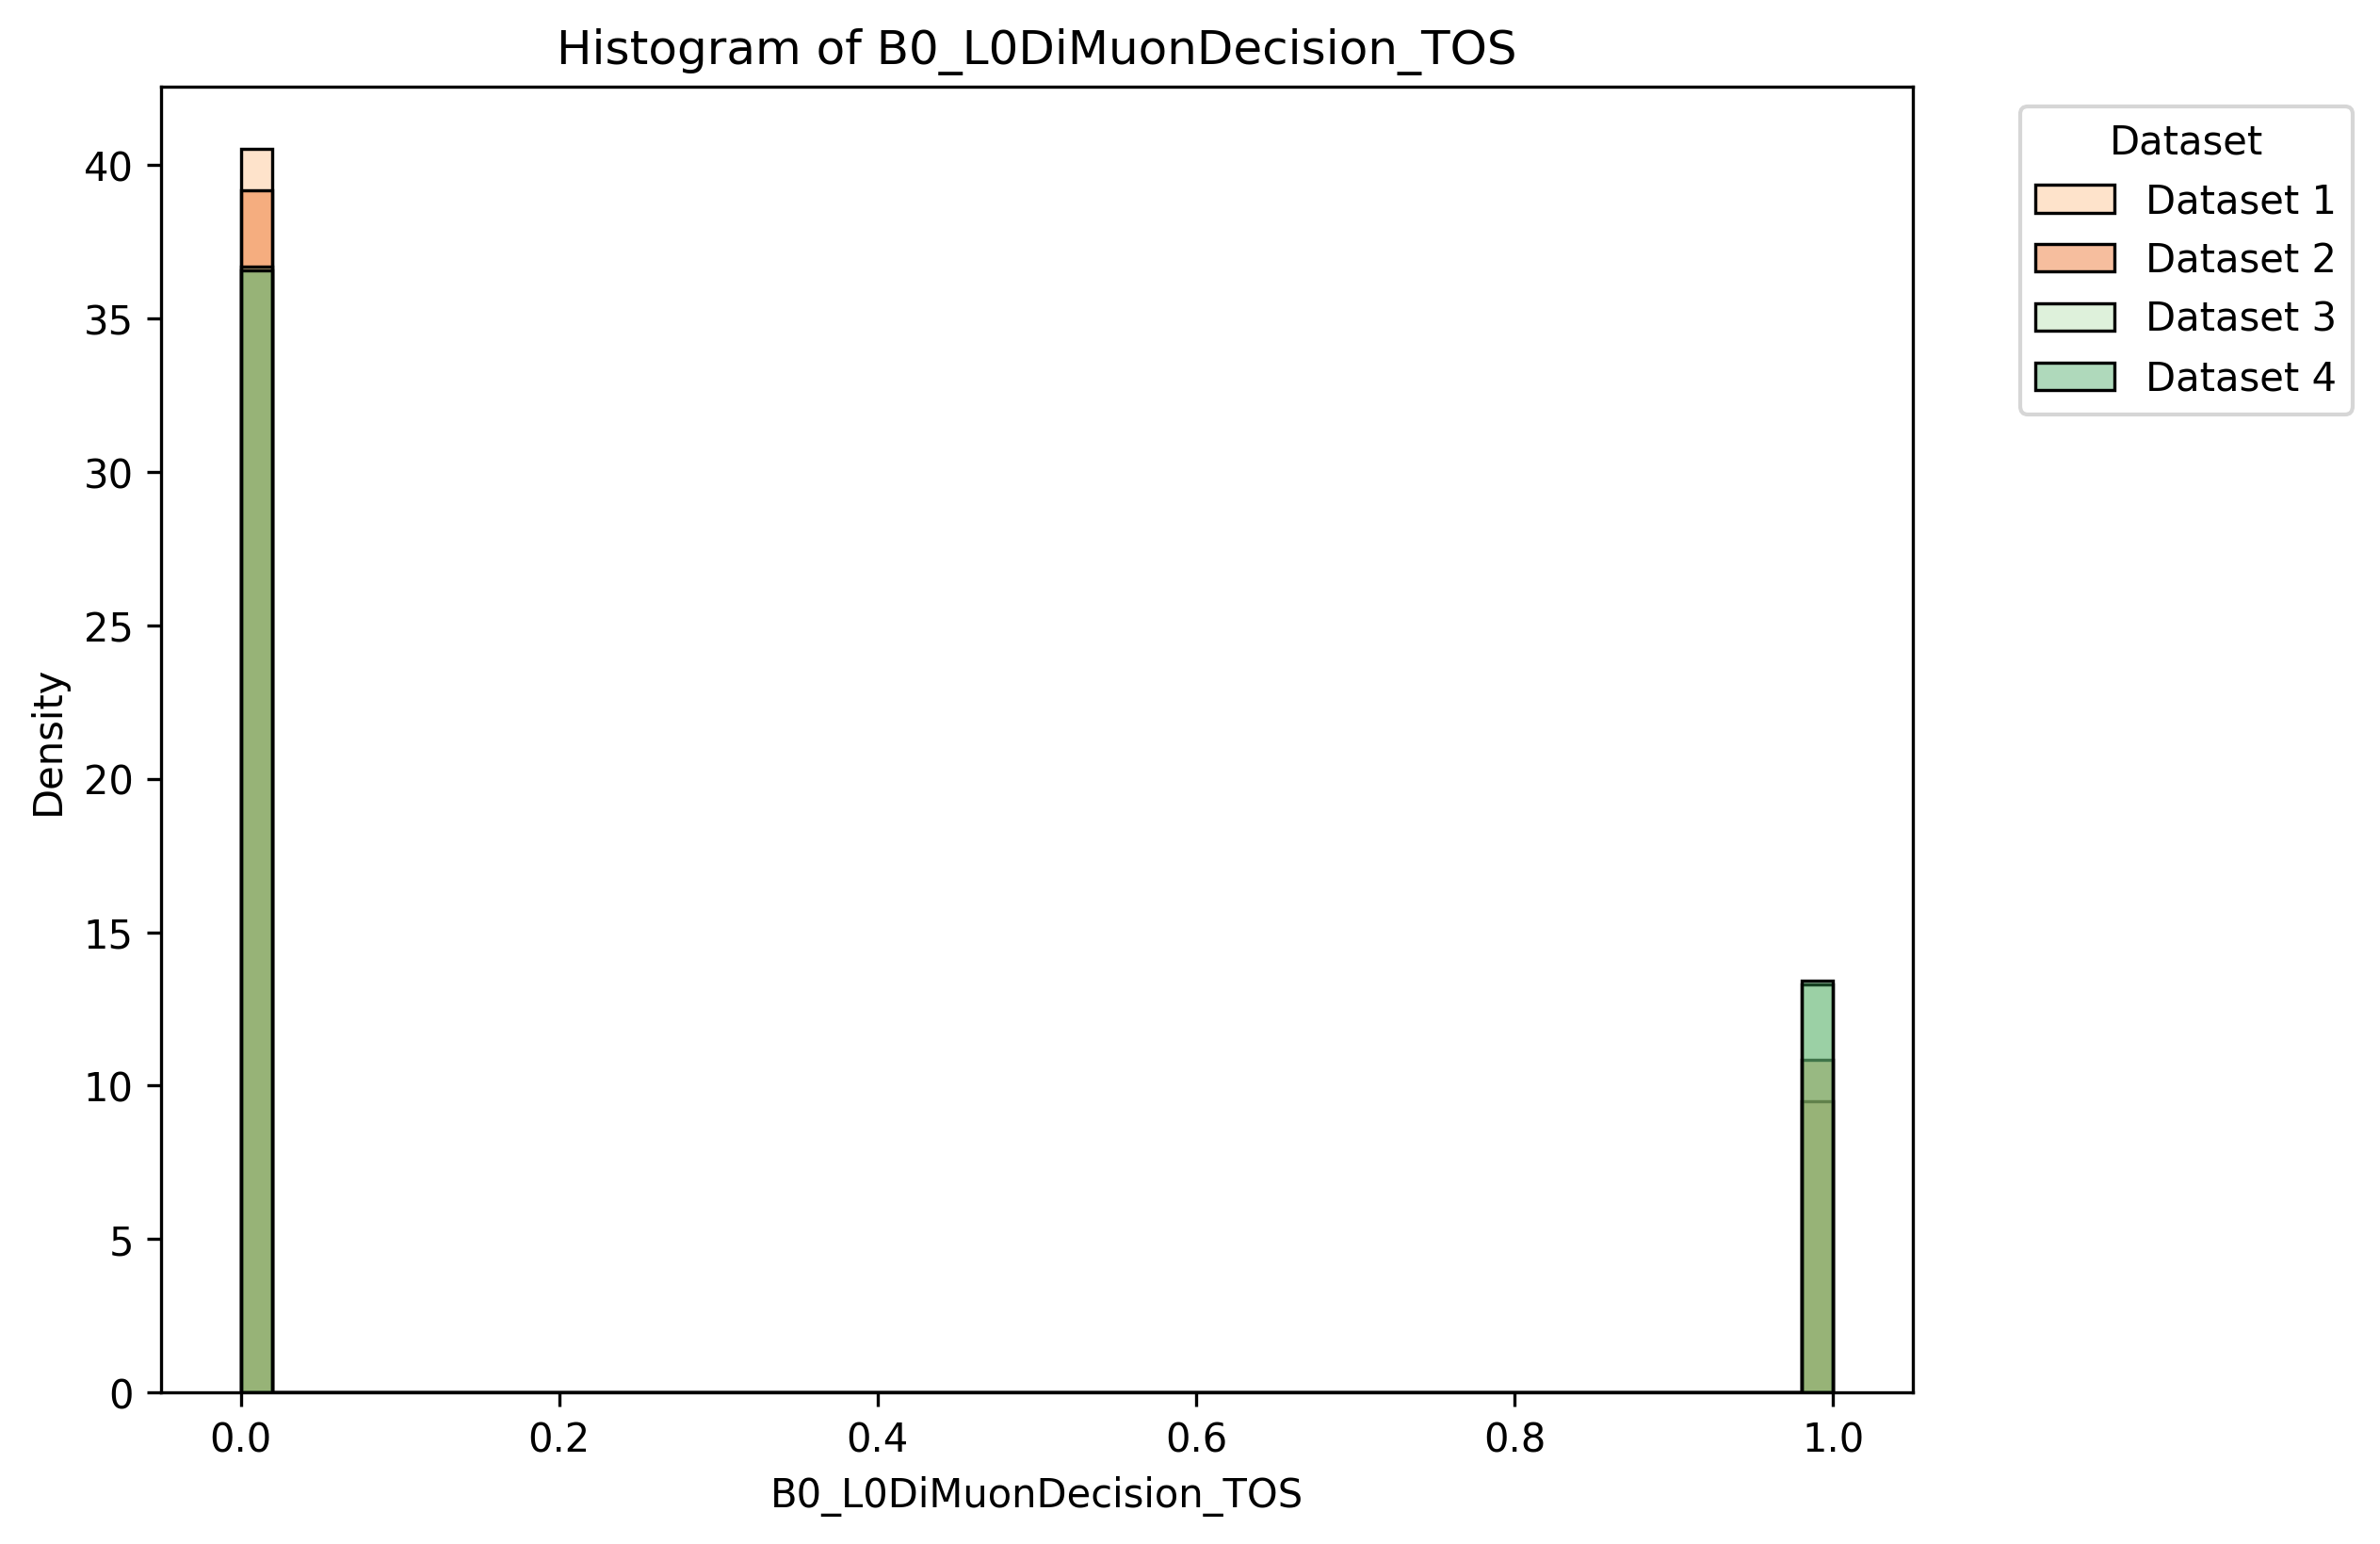 Histogram of B0_L0DiMuonDecision_TOS
Dataset
Dataset 1
Dataset 2
Dataset 3
Dataset 4
Density
40
35
30
25
20
15
10
5
0
0.0 0.2 0.4 0.6 0.8 1.0
B0_L0DiMuonDecision_TOS